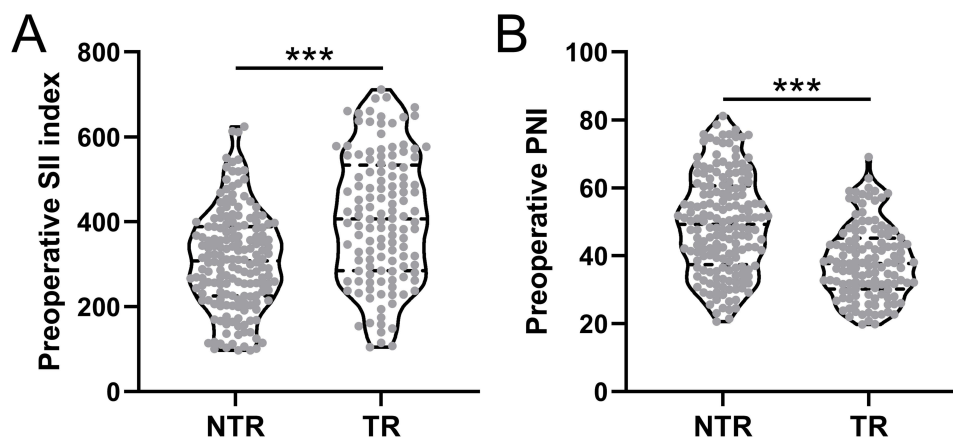 A
Preoperative SII index
800
600
400
200
0
***
NTR
TR
B
Preoperative PNI
100
80
60
40
20
0
***
NTR
TR